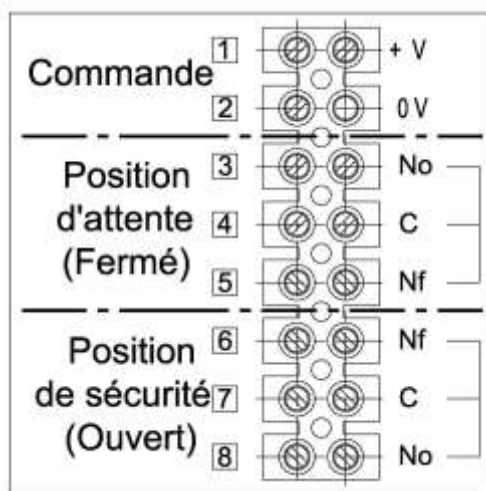 Commande
1 + V
2 0 V
Position
d'attente
(Fermé)
3 No
4 C
5 Nf
Position
de sécurité
(Ouvert)
6 Nf
7 C
8 No